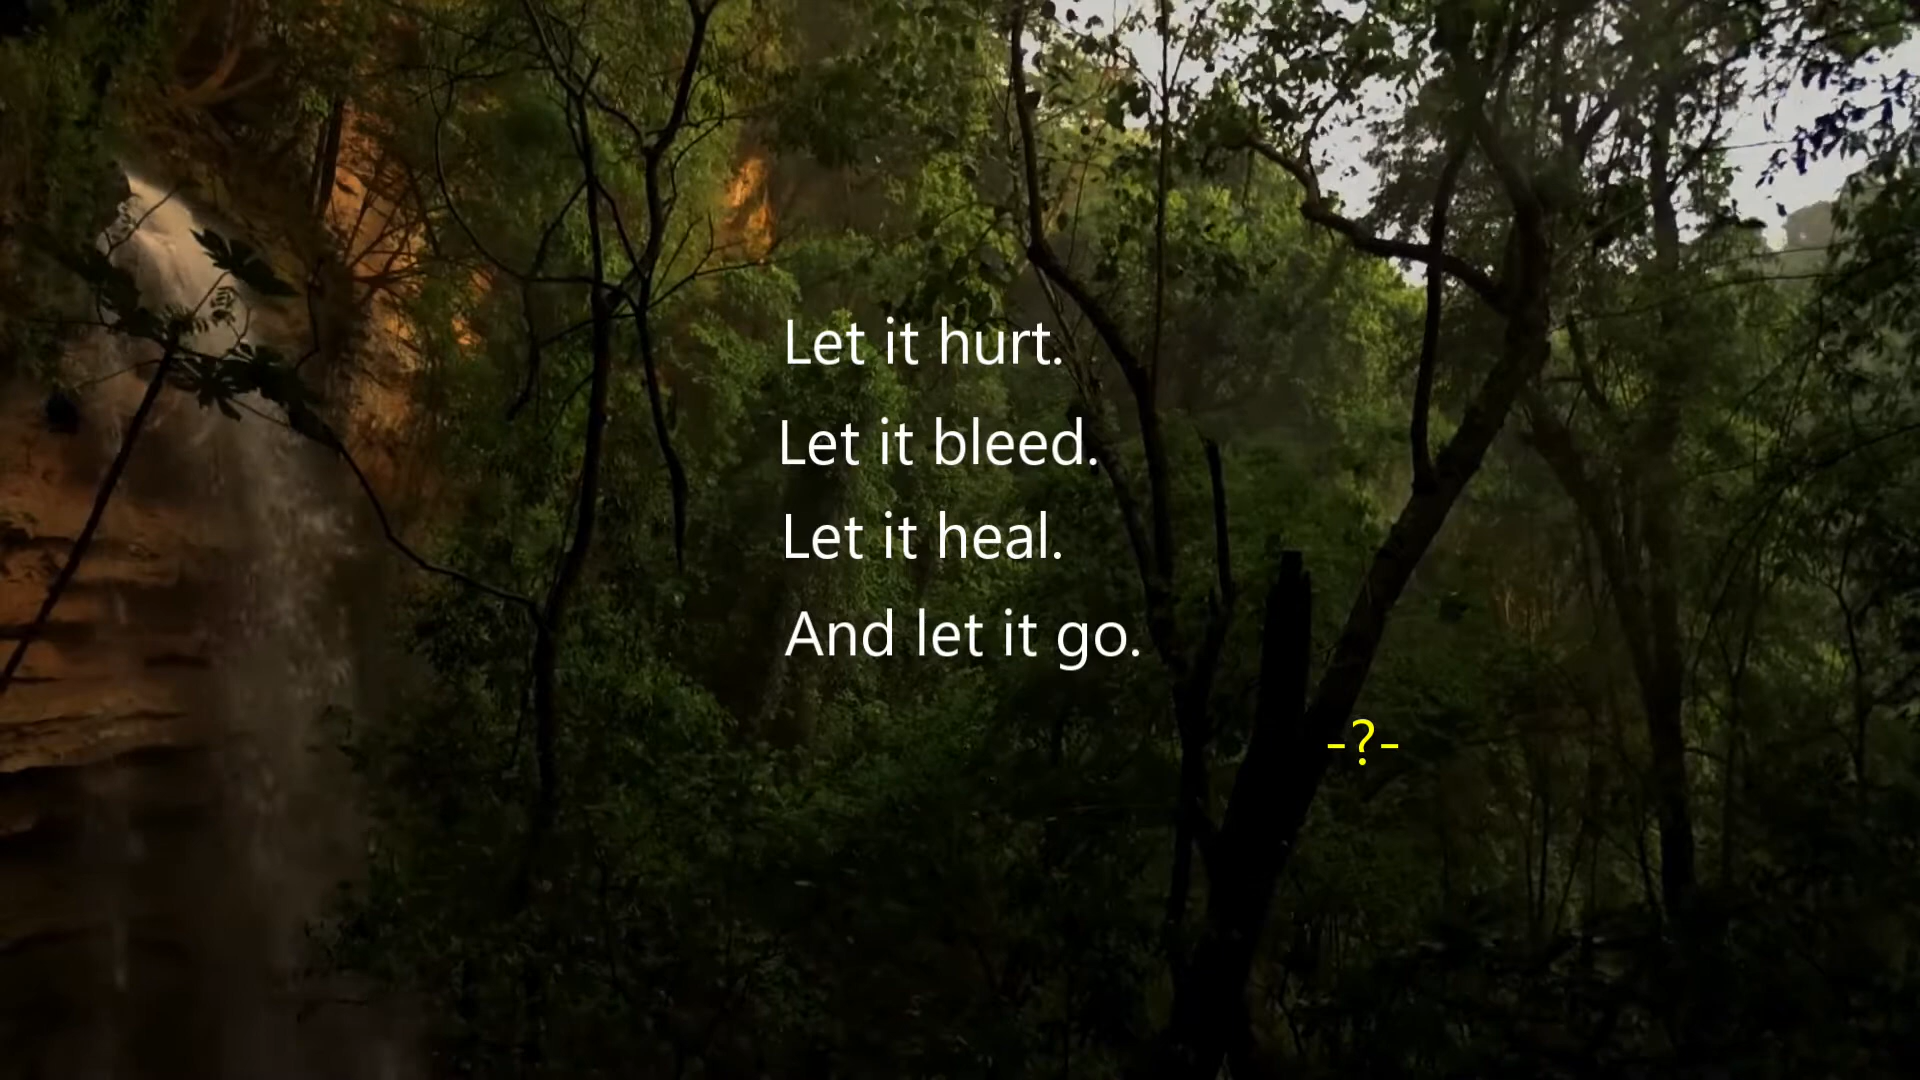 Let it hurt.
Let it bleed.
Let it heal.
And let it go.
-?-